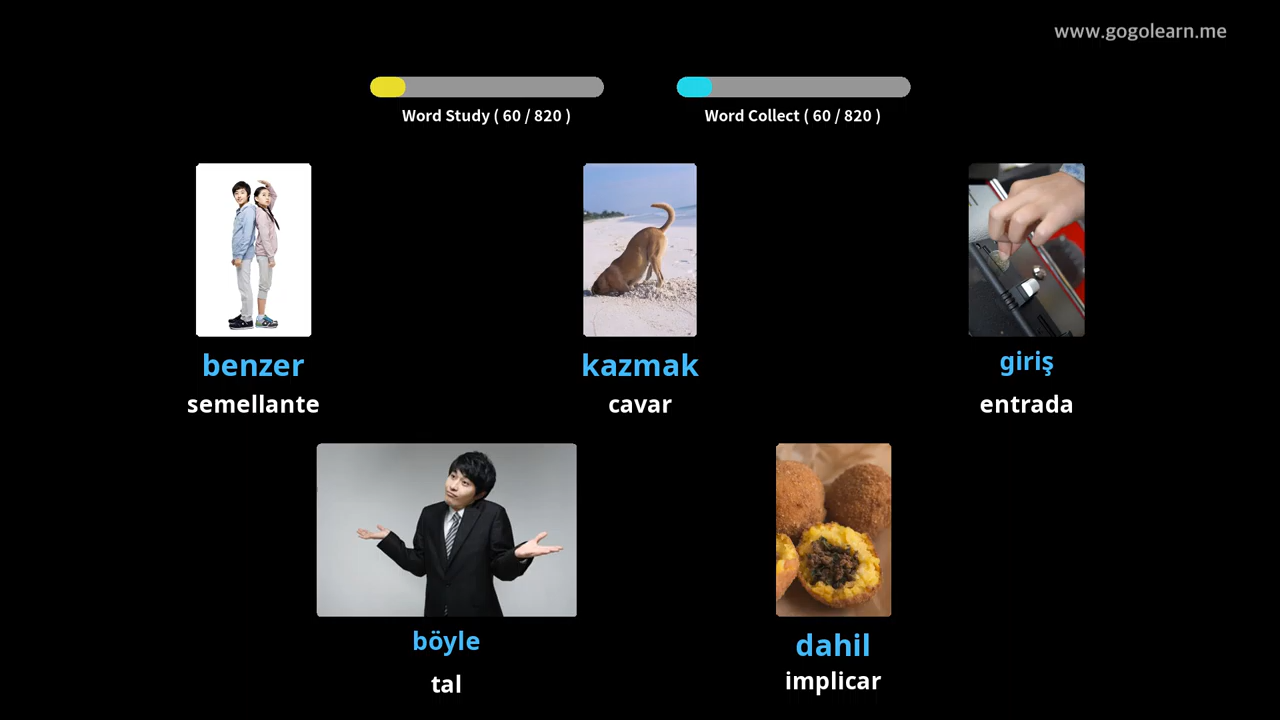 www.gogolearn.me
Word Study ( 60 / 820 )
Word Collect ( 60 / 820 )
benzer
semellante
kazmak
cavar
giriş
entrada
böyle
tal
dahil
implicar